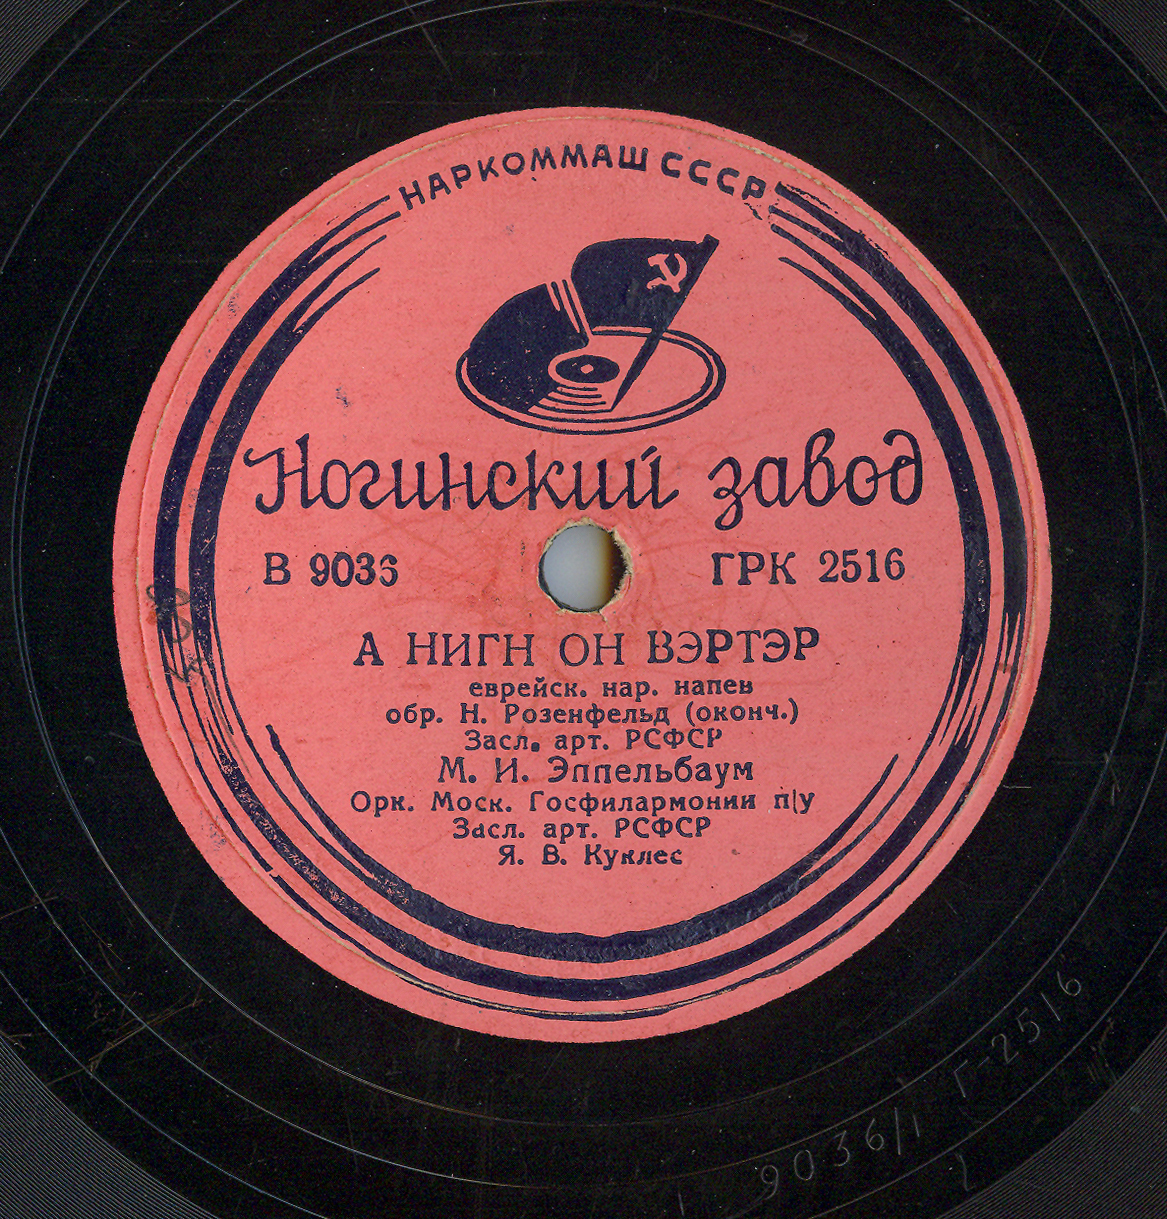 НАРКОММАШ СССР
Ногинский завод
В 9036 ГРК 2516
А НИГН ОН ВЭРТЭР
еврейск. нар. напев
обр. Н. Розенфельд (оконч.)
Засл. арт. РСФСР
М. И. Эппельбаум
Орк. Моск. Госфилармонии п/у
Засл. арт. РСФСР
Я. В. Куклес
9036/1 Г-2516